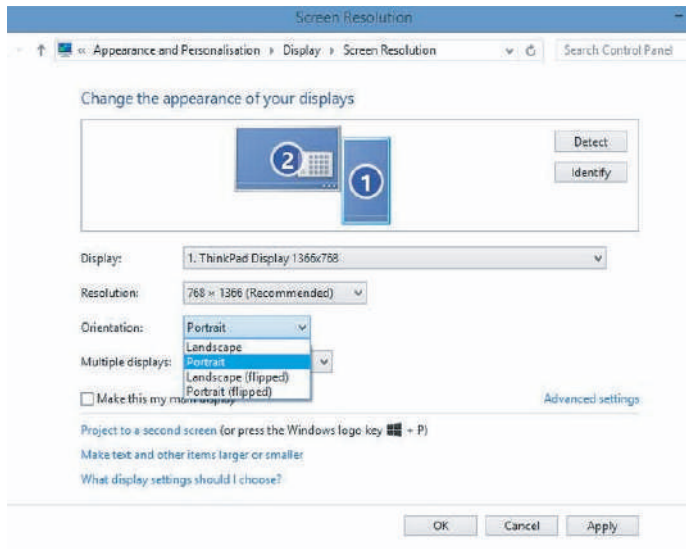 Screen Resolution
« Appearance and Personalisation Display Screen Resolution Search Control Panel
Change the appearance of your displays
2
1
Detect
Identify
Display: 1. ThinkPad Display 1366x768
Resolution: 768 × 1366 (Recommended)
Orientation: Portrait
Landscape
Portrait
Landscape (flipped)
Portrait (flipped)
Multiple displays:
Make this my main display
Advanced settings
Project to a second screen (or press the Windows logo key + P)
Make text and other items larger or smaller
What display settings should I choose?
OK Cancel Apply